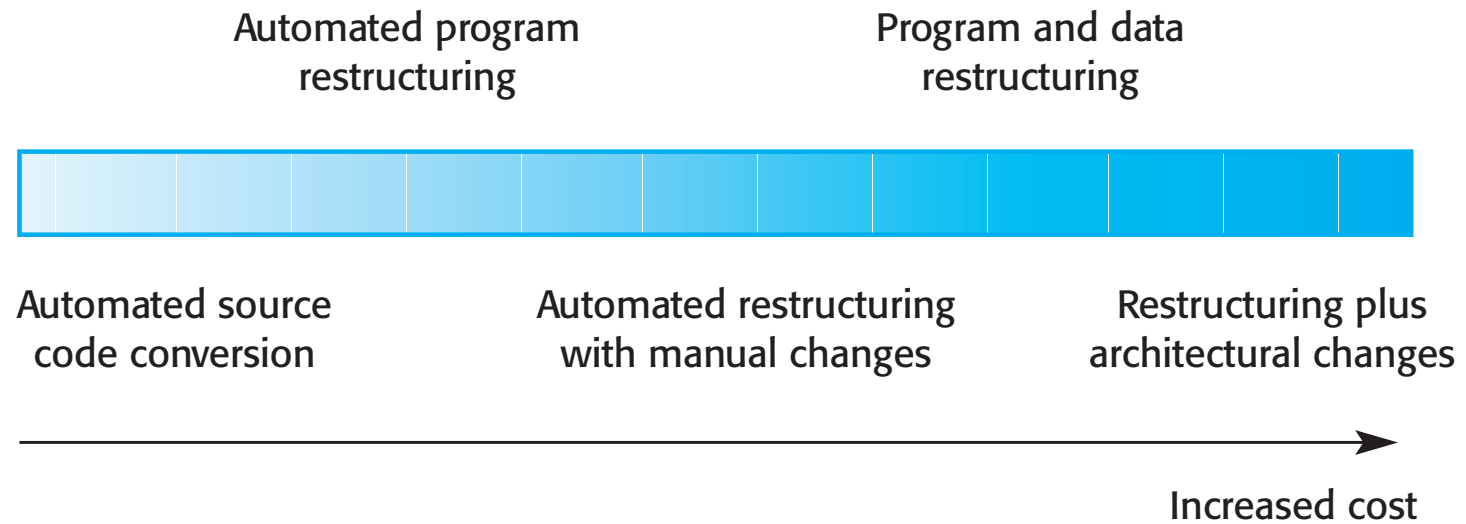 Automated program
restructuring
Program and data
restructuring
Automated source
code conversion
Automated restructuring
with manual changes
Restructuring plus
architectural changes
Increased cost